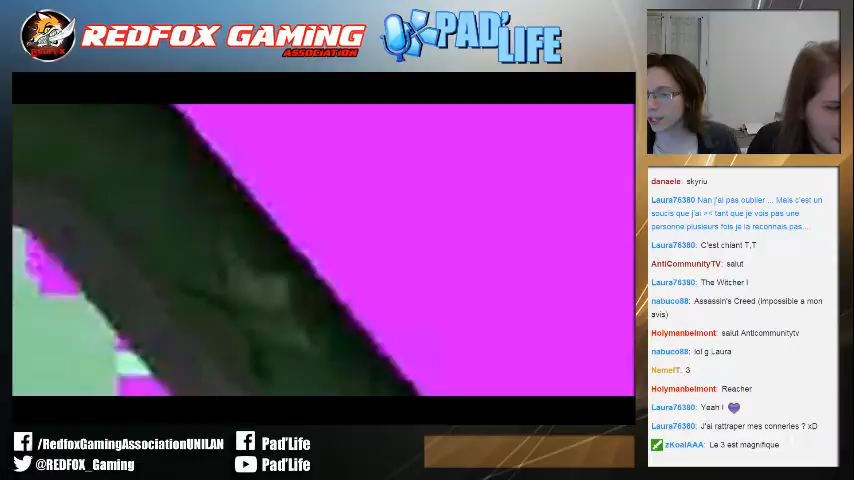 REDFOX GAMING
ASSOCIATION
PAD'LIFE
danaele: skyriu
Laura76380 Nan j'ai pas oublier ... Mais c'est un
soucis que j'ai >< tant que je vois pas une
personne plusieurs fois je la reconnais pas...
Laura76380: C'est chiant T,T
AntiCommunityTV: salut
Laura76380: The Witcher !
nabuco88: Assassin's Creed (impossible a mon
avis)
Holymanbelmont: salut Anticommunitytv
nabuco88: lol g Laura
NemefT: 3
Holymanbelmont: Reacher
Laura76380: Yeah !
Laura76380: J'ai rattraper mes conneries ? xD
zKoalAAA: Le 3 est magnifique
/RedfoxGamingAssociationUNILAN
Pad'Life
@REDFOX_Gaming
Pad'Life